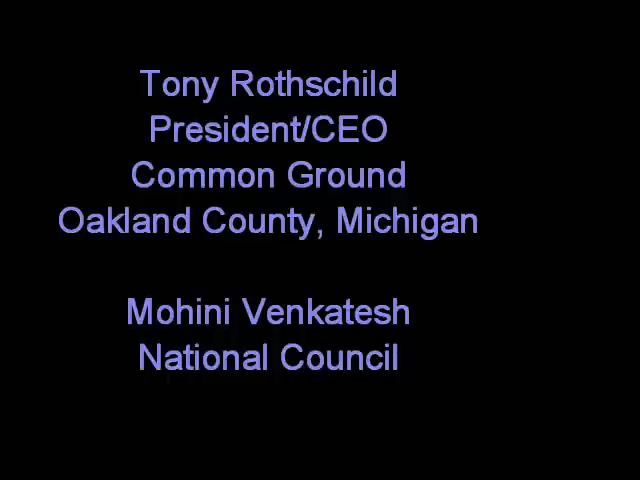 Tony Rothschild
President/CEO
Common Ground
Oakland County, Michigan
Mohini Venkatesh
National Council